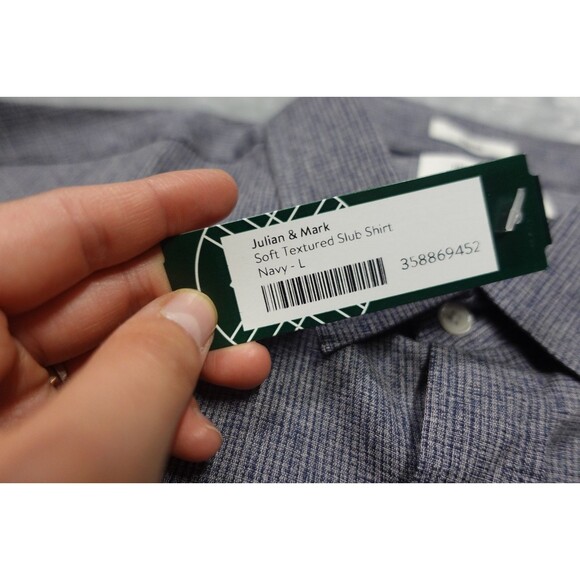 Julian & Mark
Soft Textured Slub Shirt
Navy - L
358869452